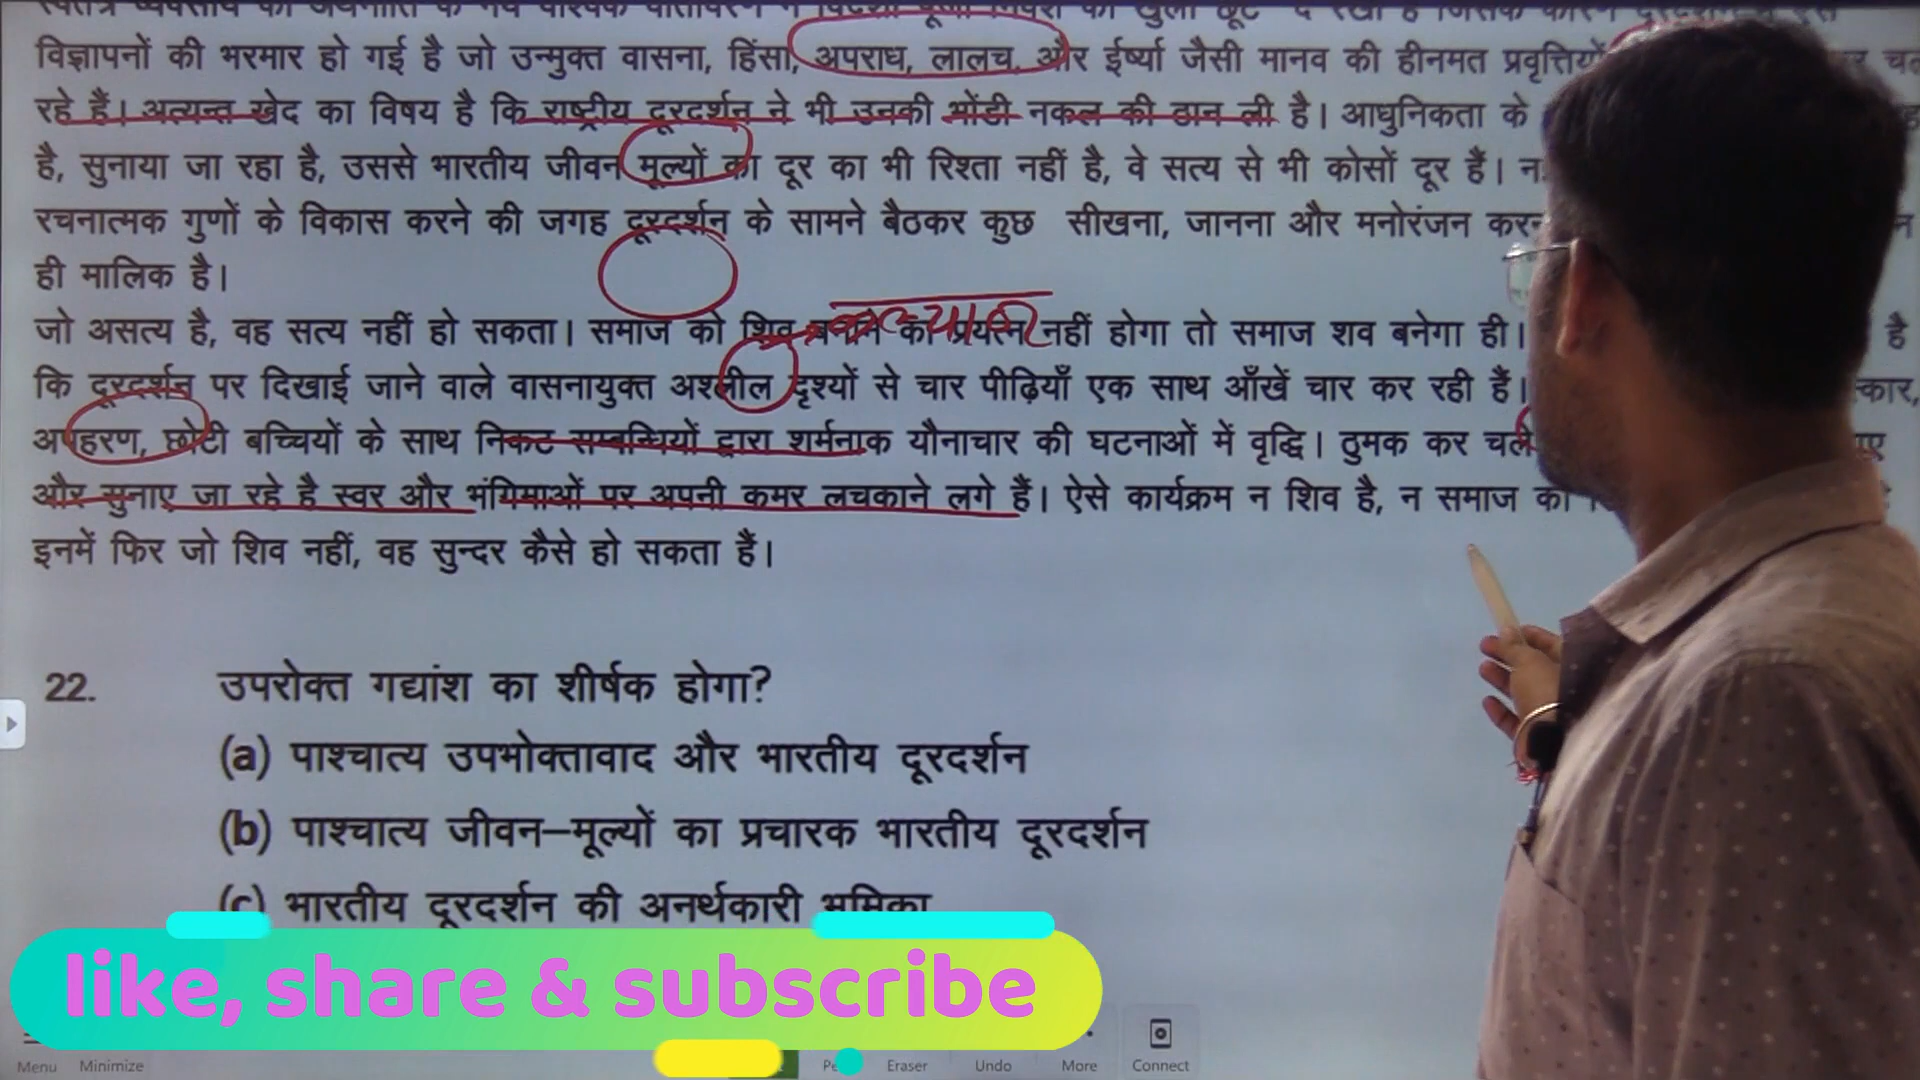 विज्ञापनों की भरमार हो गई है जो उन्मुक्त वासना, हिंसा, अपराध, लालच, और ईर्ष्या जैसी मानव की हीनमत प्रवृत्तियों
रहे हैं। अत्यन्त खेद का विषय है कि राष्ट्रीय दूरदर्शन ने भी उनकी भोंडी नकल की ठान ली है। आधुनिकता के
है, सुनाया जा रहा है, उससे भारतीय जीवन मूल्यों का दूर का भी रिश्ता नहीं है, वे सत्य से भी कोसों दूर हैं।
रचनात्मक गुणों के विकास करने की जगह दूरदर्शन के सामने बैठकर कुछ सीखना, जानना और मनोरंजन
ही मालिक है।
कल्याण
जो असत्य है, वह सत्य नहीं हो सकता। समाज को शिव बनाने का प्रयत्न नहीं होगा तो समाज शव बनेगा ही। है
कि दूरदर्शन पर दिखाई जाने वाले वासनायुक्त अश्लील दृश्यों से चार पीढ़ियाँ एक साथ आँखें चार कर रही हैं।
अपहरण, छोटी बच्चियों के साथ निकट सम्बन्धियों द्वारा शर्मनाक यौनाचार की घटनाओं में वृद्धि। ठुमक कर
और सुनाए जा रहे है स्वर और भंगिमाओं पर अपनी कमर लचकाने लगे हैं। ऐसे कार्यक्रम न शिव है, न समाज को
इनमें फिर जो शिव नहीं, वह सुन्दर कैसे हो सकता हैं।
22. उपरोक्त गद्यांश का शीर्षक होगा?
(a) पाश्चात्य उपभोक्तावाद और भारतीय दूरदर्शन
(b) पाश्चात्य जीवन–मूल्यों का प्रचारक भारतीय दूरदर्शन
(c) भारतीय दूरदर्शन की अनर्थकारी भूमिका
like, share & subscribe
Menu Minimize Eraser Undo More Connect